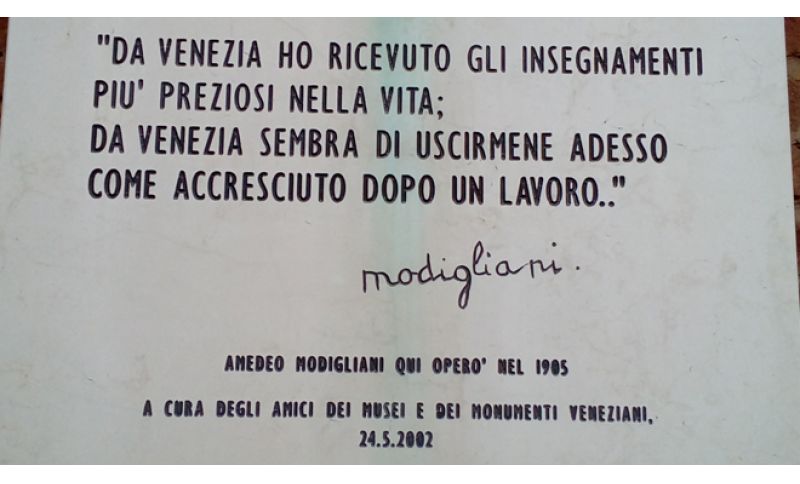 "DA VENEZIA HO RICEVUTO GLI INSEGNAMENTI
PIU' PREZIOSI NELLA VITA;
DA VENEZIA SEMBRA DI USCIRMENE ADESSO
COME ACCRESCIUTO DOPO UN LAVORO.."
modigliani.
AMEDEO MODIGLIANI QUI OPERO' NEL 1905
A CURA DEGLI AMICI DEI MUSEI E DEI MONUMENTI VENEZIANI,
24.5.2002